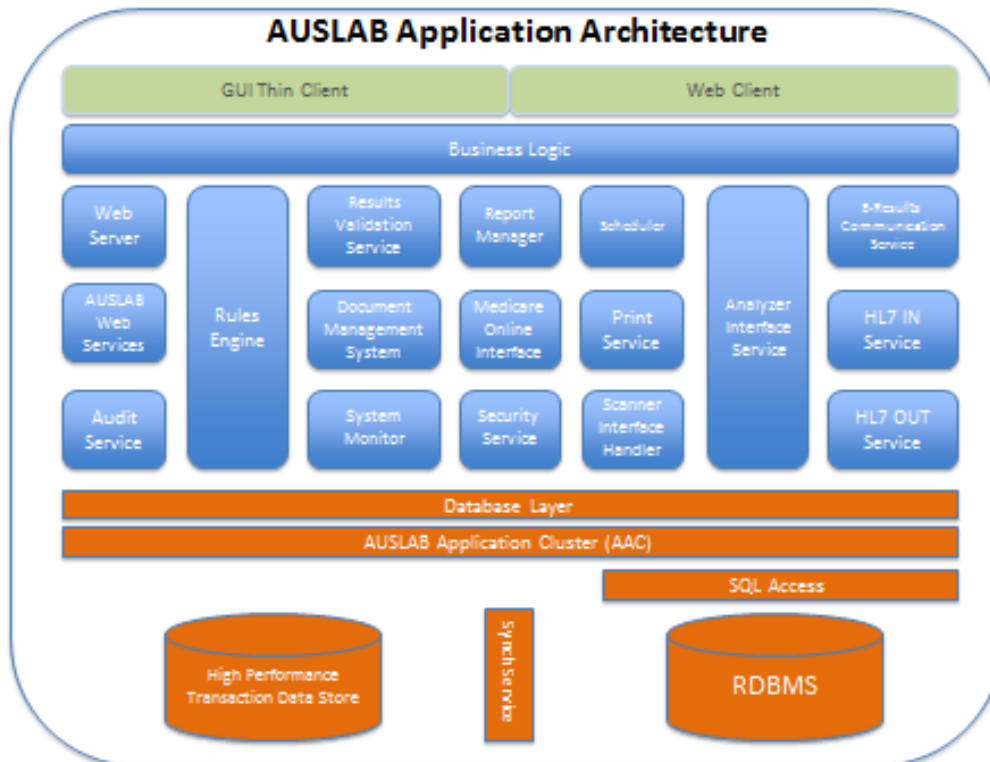 AUSLAB Application Architecture
GUI Thin Client
Web Client
Business Logic
Web
Server
AUSLAB
Web
Services
Audit
Service
Rules
Engine
Results
Validation
Service
Document
Management
System
System
Monitor
Report
Manager
Medicare
Online
Interface
Security
Service
Scheduler
Print
Service
Scanner
Interface
Handler
Analyzer
Interface
Service
E-Results
Communication
Service
HL7 IN
Service
HL7 OUT
Service
Database Layer
AUSLAB Application Cluster (AAC)
SQL Access
High Performance
Transaction Data Store
Synch Service
RDBMS